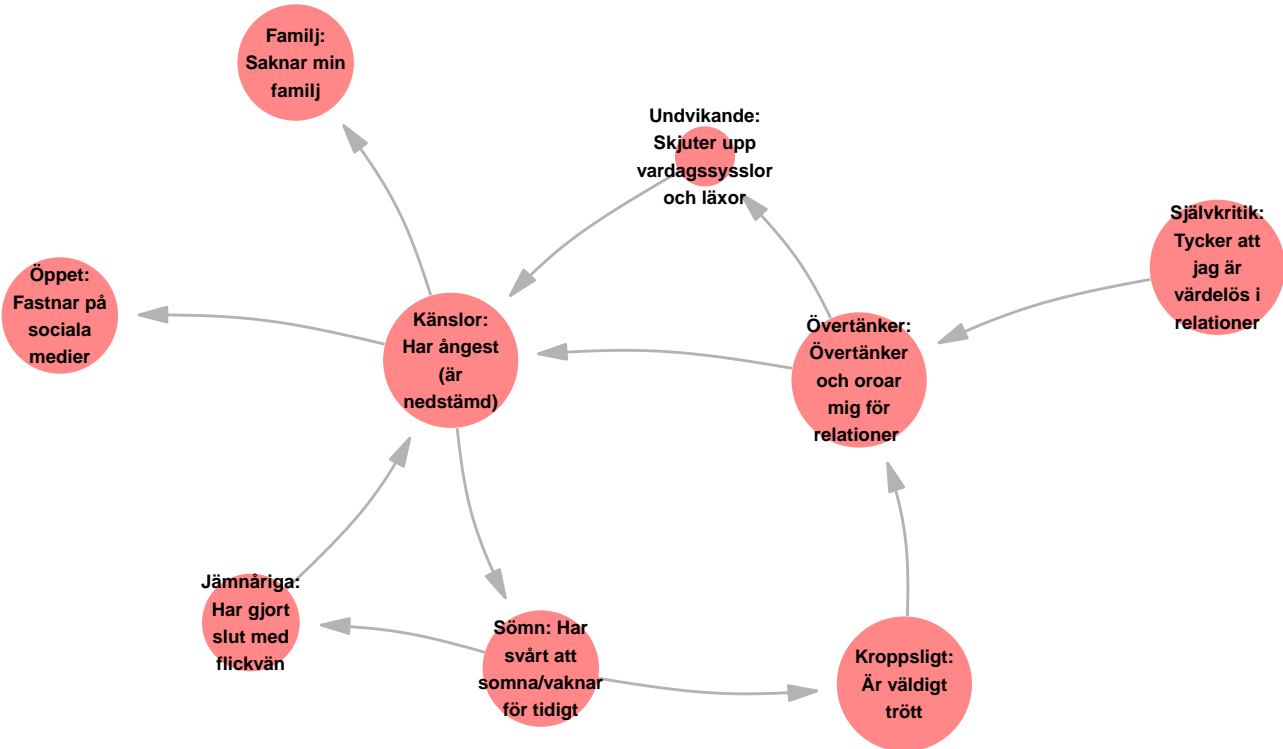 Familj:
Saknar min
familj
Undvikande:
Skjuter upp
vardagssysslor
och läxor
Självkritik:
Tycker att
jag är
värdelös i
relationer
Öppet:
Fastnar på
sociala
medier
Känslor:
Har ångest
(är
nedstämd)
Övertänker:
Övertänker
och oroar
mig för
relationer
Jämnåriga:
Har gjort
slut med
flickvän
Sömn: Har
svårt att
somna/vaknar
för tidigt
Kroppsligt:
Är väldigt
trött